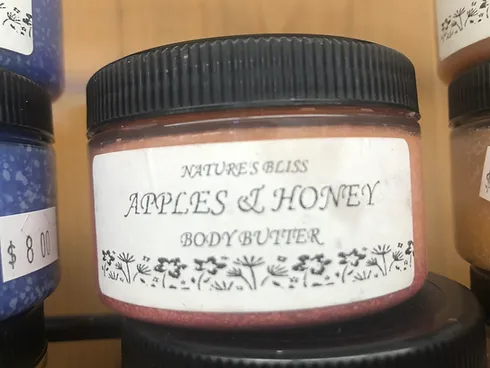 NATURE'S BLISS
APPLES & HONEY
BODY BUTTER
$ 8 00